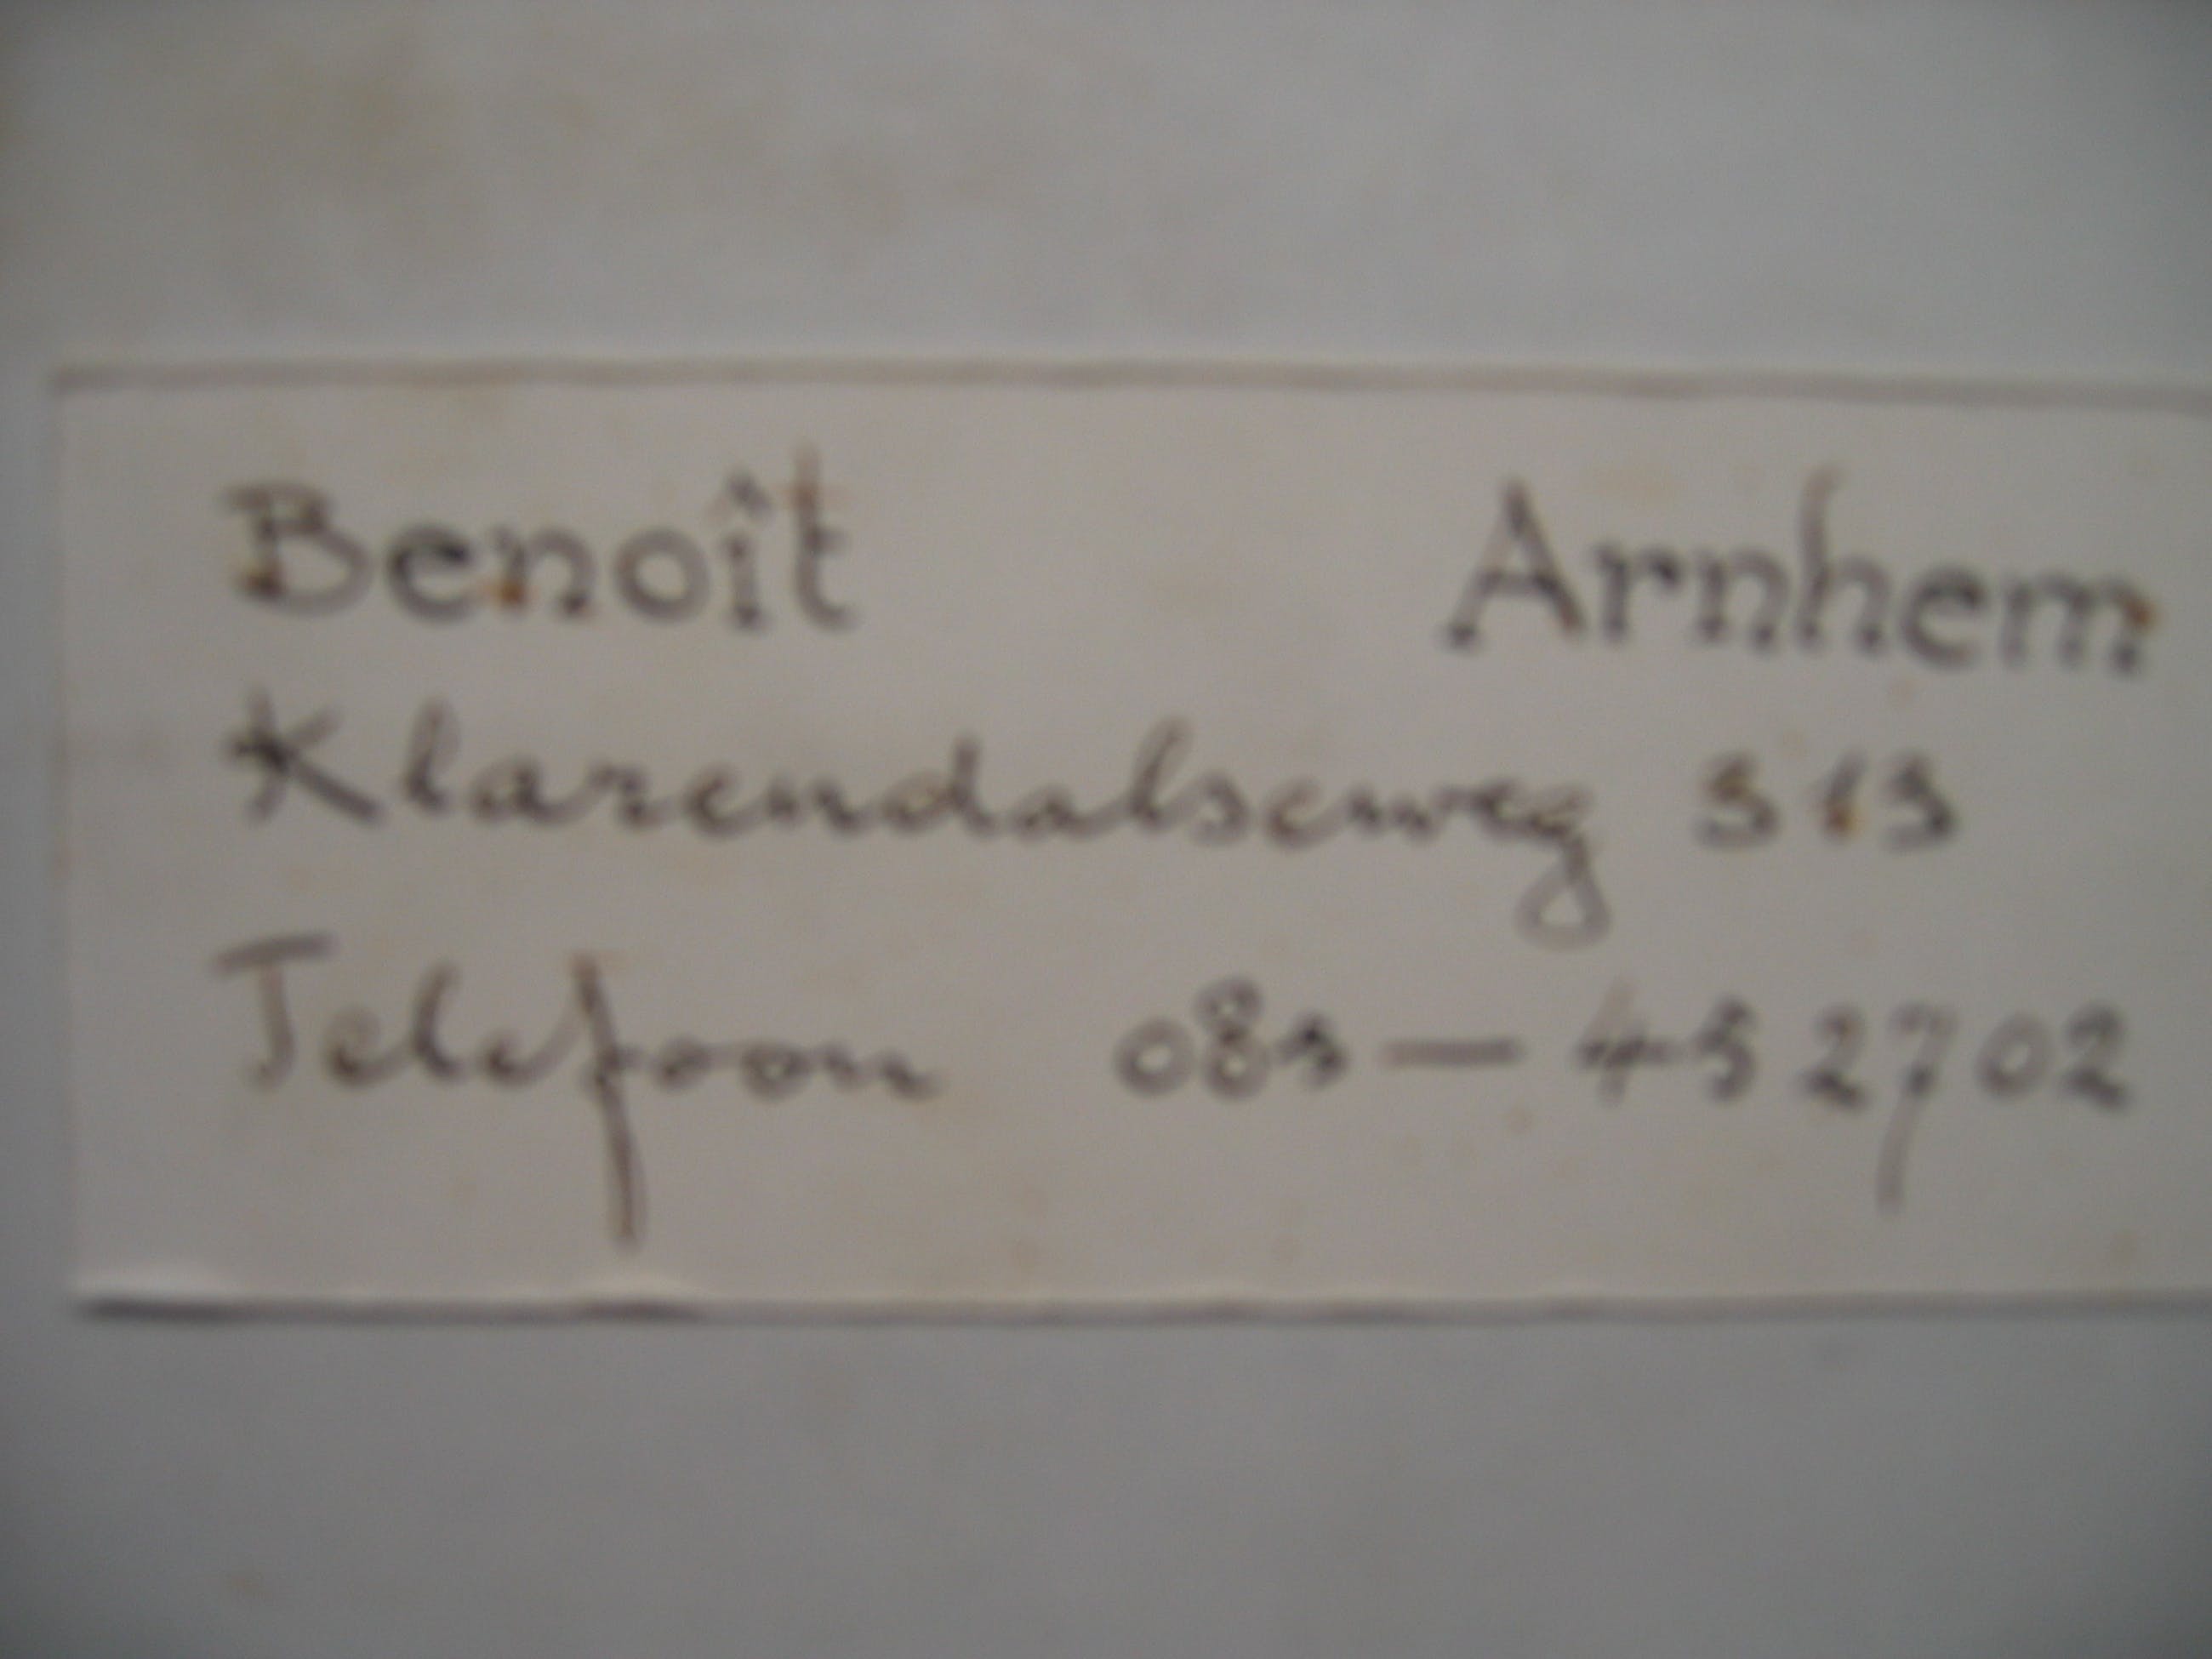 Benoît Arnhem
Klarendalseweg 313
Telefoon 085 — 452702